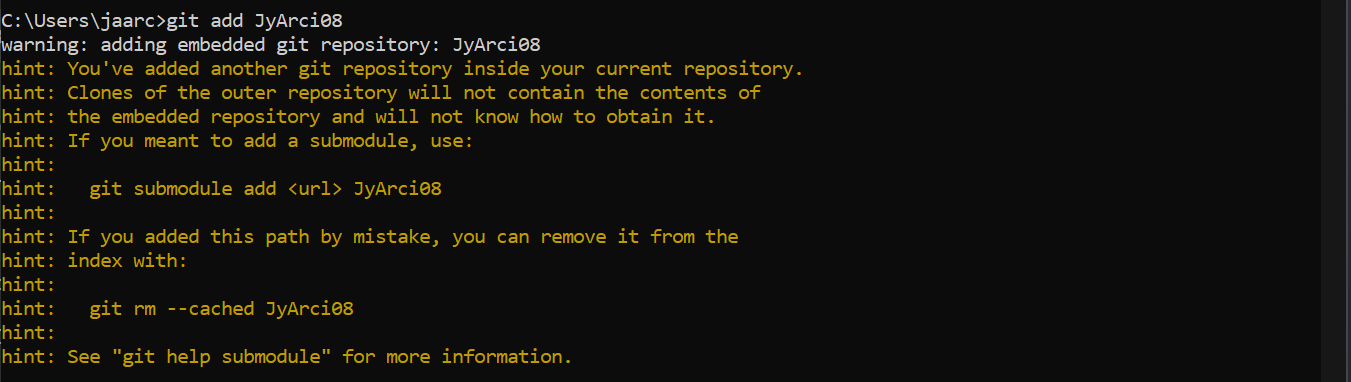 C:\Users\jaarc>git add JyArci08
warning: adding embedded git repository: JyArci08
hint: You've added another git repository inside your current repository.
hint: Clones of the outer repository will not contain the contents of
hint: the embedded repository and will not know how to obtain it.
hint: If you meant to add a submodule, use:
hint:
hint:   git submodule add <url> JyArci08
hint:
hint: If you added this path by mistake, you can remove it from the
hint: index with:
hint:
hint:   git rm --cached JyArci08
hint:
hint: See "git help submodule" for more information.